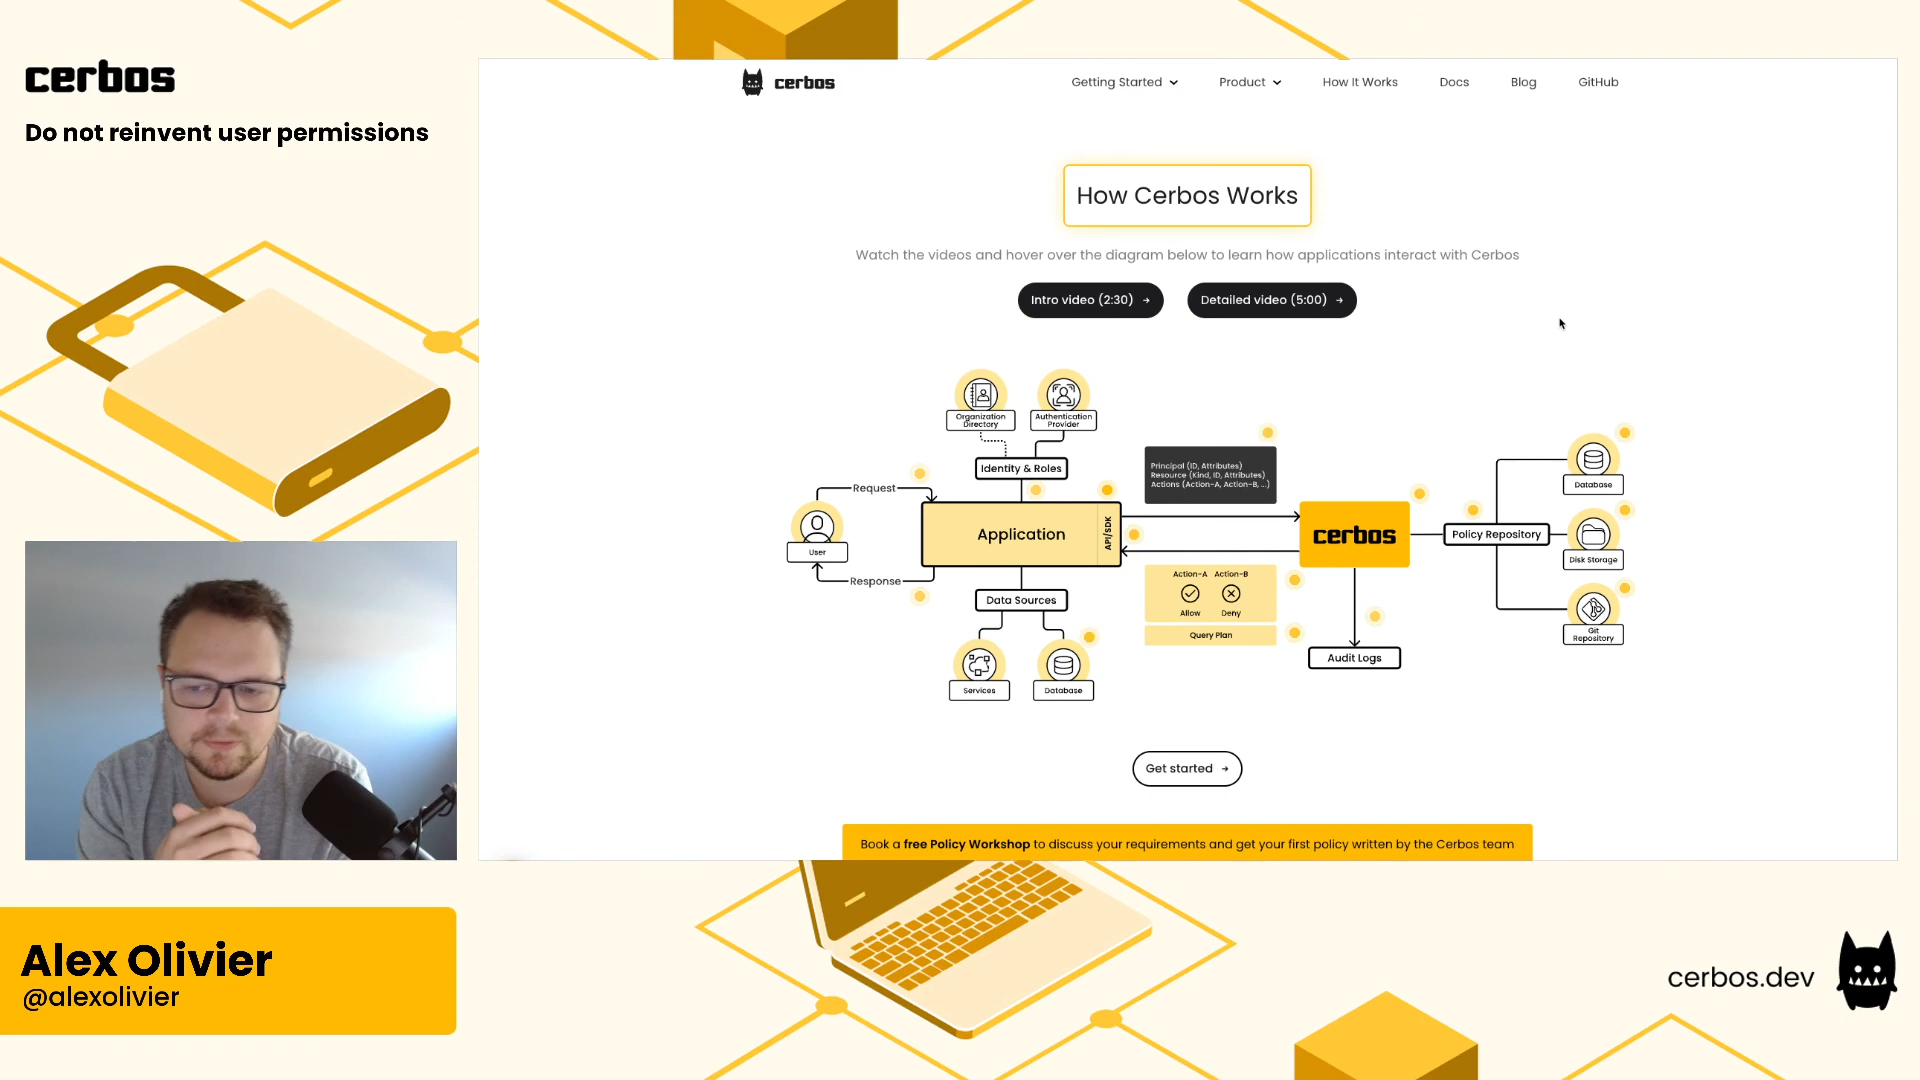 cerbos
Do not reinvent user permissions
cerbos
Getting Started
Product
How It Works
Docs
Blog
GitHub
How Cerbos Works
Watch the videos and hover over the diagram below to learn how applications interact with Cerbos
Intro video (2:30) →
Detailed video (5:00) →
Organization
Directory
Authentication
Provider
Identity & Roles
Request
User
Response
Application
API/SDK
Data Sources
Services
Database
Principal (ID, Attributes)
Resource (Kind, ID, Attributes)
Actions (Action-A, Action-B, ...)
Action-A Action-B
Allow Deny
Query Plan
cerbos
Audit Logs
Policy Repository
Database
Disk Storage
Git
Repository
Get started →
Book a free Policy Workshop to discuss your requirements and get your first policy written by the Cerbos team
Alex Olivier
@alexolivier
cerbos.dev